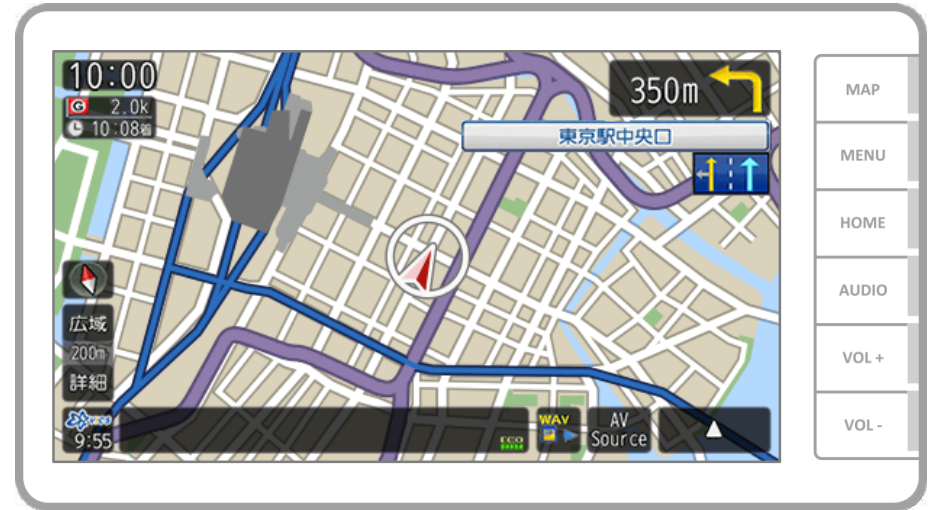 10:00
G 2.0k
10:08着
350m
東京駅中央口
広域
200m
詳細
VICS
9:55
ECO
WAV
AV
Source
MAP
MENU
HOME
AUDIO
VOL +
VOL -